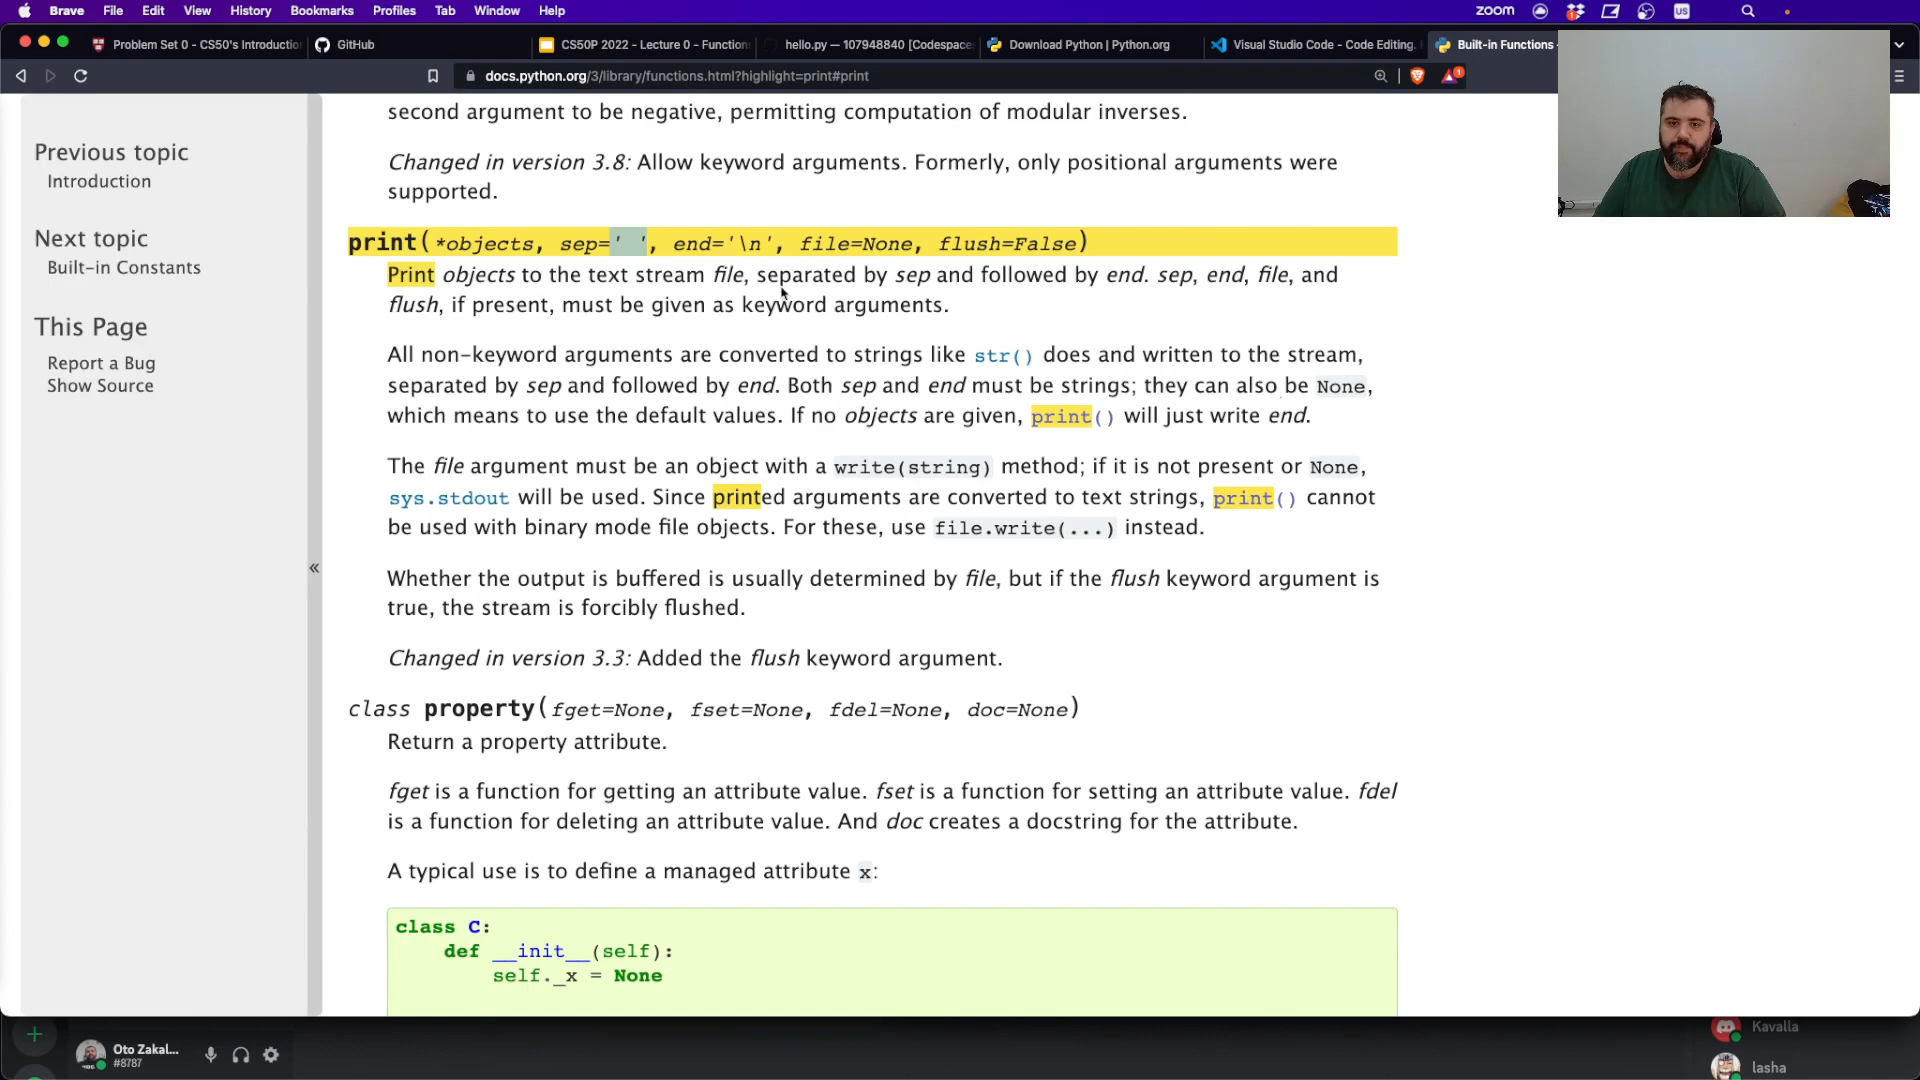 Brave File Edit View History Bookmarks Profiles Tab Window Help zoom US
Problem Set 0 - CS50's Introduction GitHub CS50P 2022 - Lecture 0 - Function hello.py — 107948840 [Codespace Download Python | Python.org Visual Studio Code - Code Editing. Built-in Functions
docs.python.org/3/library/functions.html?highlight=print#print 1
Previous topic
Introduction
Next topic
Built-in Constants
This Page
Report a Bug
Show Source
«
second argument to be negative, permitting computation of modular inverses.
Changed in version 3.8: Allow keyword arguments. Formerly, only positional arguments were
supported.
print(*objects, sep=' ', end='\n', file=None, flush=False)
Print objects to the text stream file, separated by sep and followed by end. sep, end, file, and
flush, if present, must be given as keyword arguments.
All non-keyword arguments are converted to strings like str() does and written to the stream,
separated by sep and followed by end. Both sep and end must be strings; they can also be None,
which means to use the default values. If no objects are given, print() will just write end.
The file argument must be an object with a write(string) method; if it is not present or None,
sys.stdout will be used. Since printed arguments are converted to text strings, print() cannot
be used with binary mode file objects. For these, use file.write(...) instead.
Whether the output is buffered is usually determined by file, but if the flush keyword argument is
true, the stream is forcibly flushed.
Changed in version 3.3: Added the flush keyword argument.
class property(fget=None, fset=None, fdel=None, doc=None)
Return a property attribute.
fget is a function for getting an attribute value. fset is a function for setting an attribute value. fdel
is a function for deleting an attribute value. And doc creates a docstring for the attribute.
A typical use is to define a managed attribute x:
class C:
def __init__(self):
self._x = None
Oto Zakal...
#8787
Kavalla
lasha